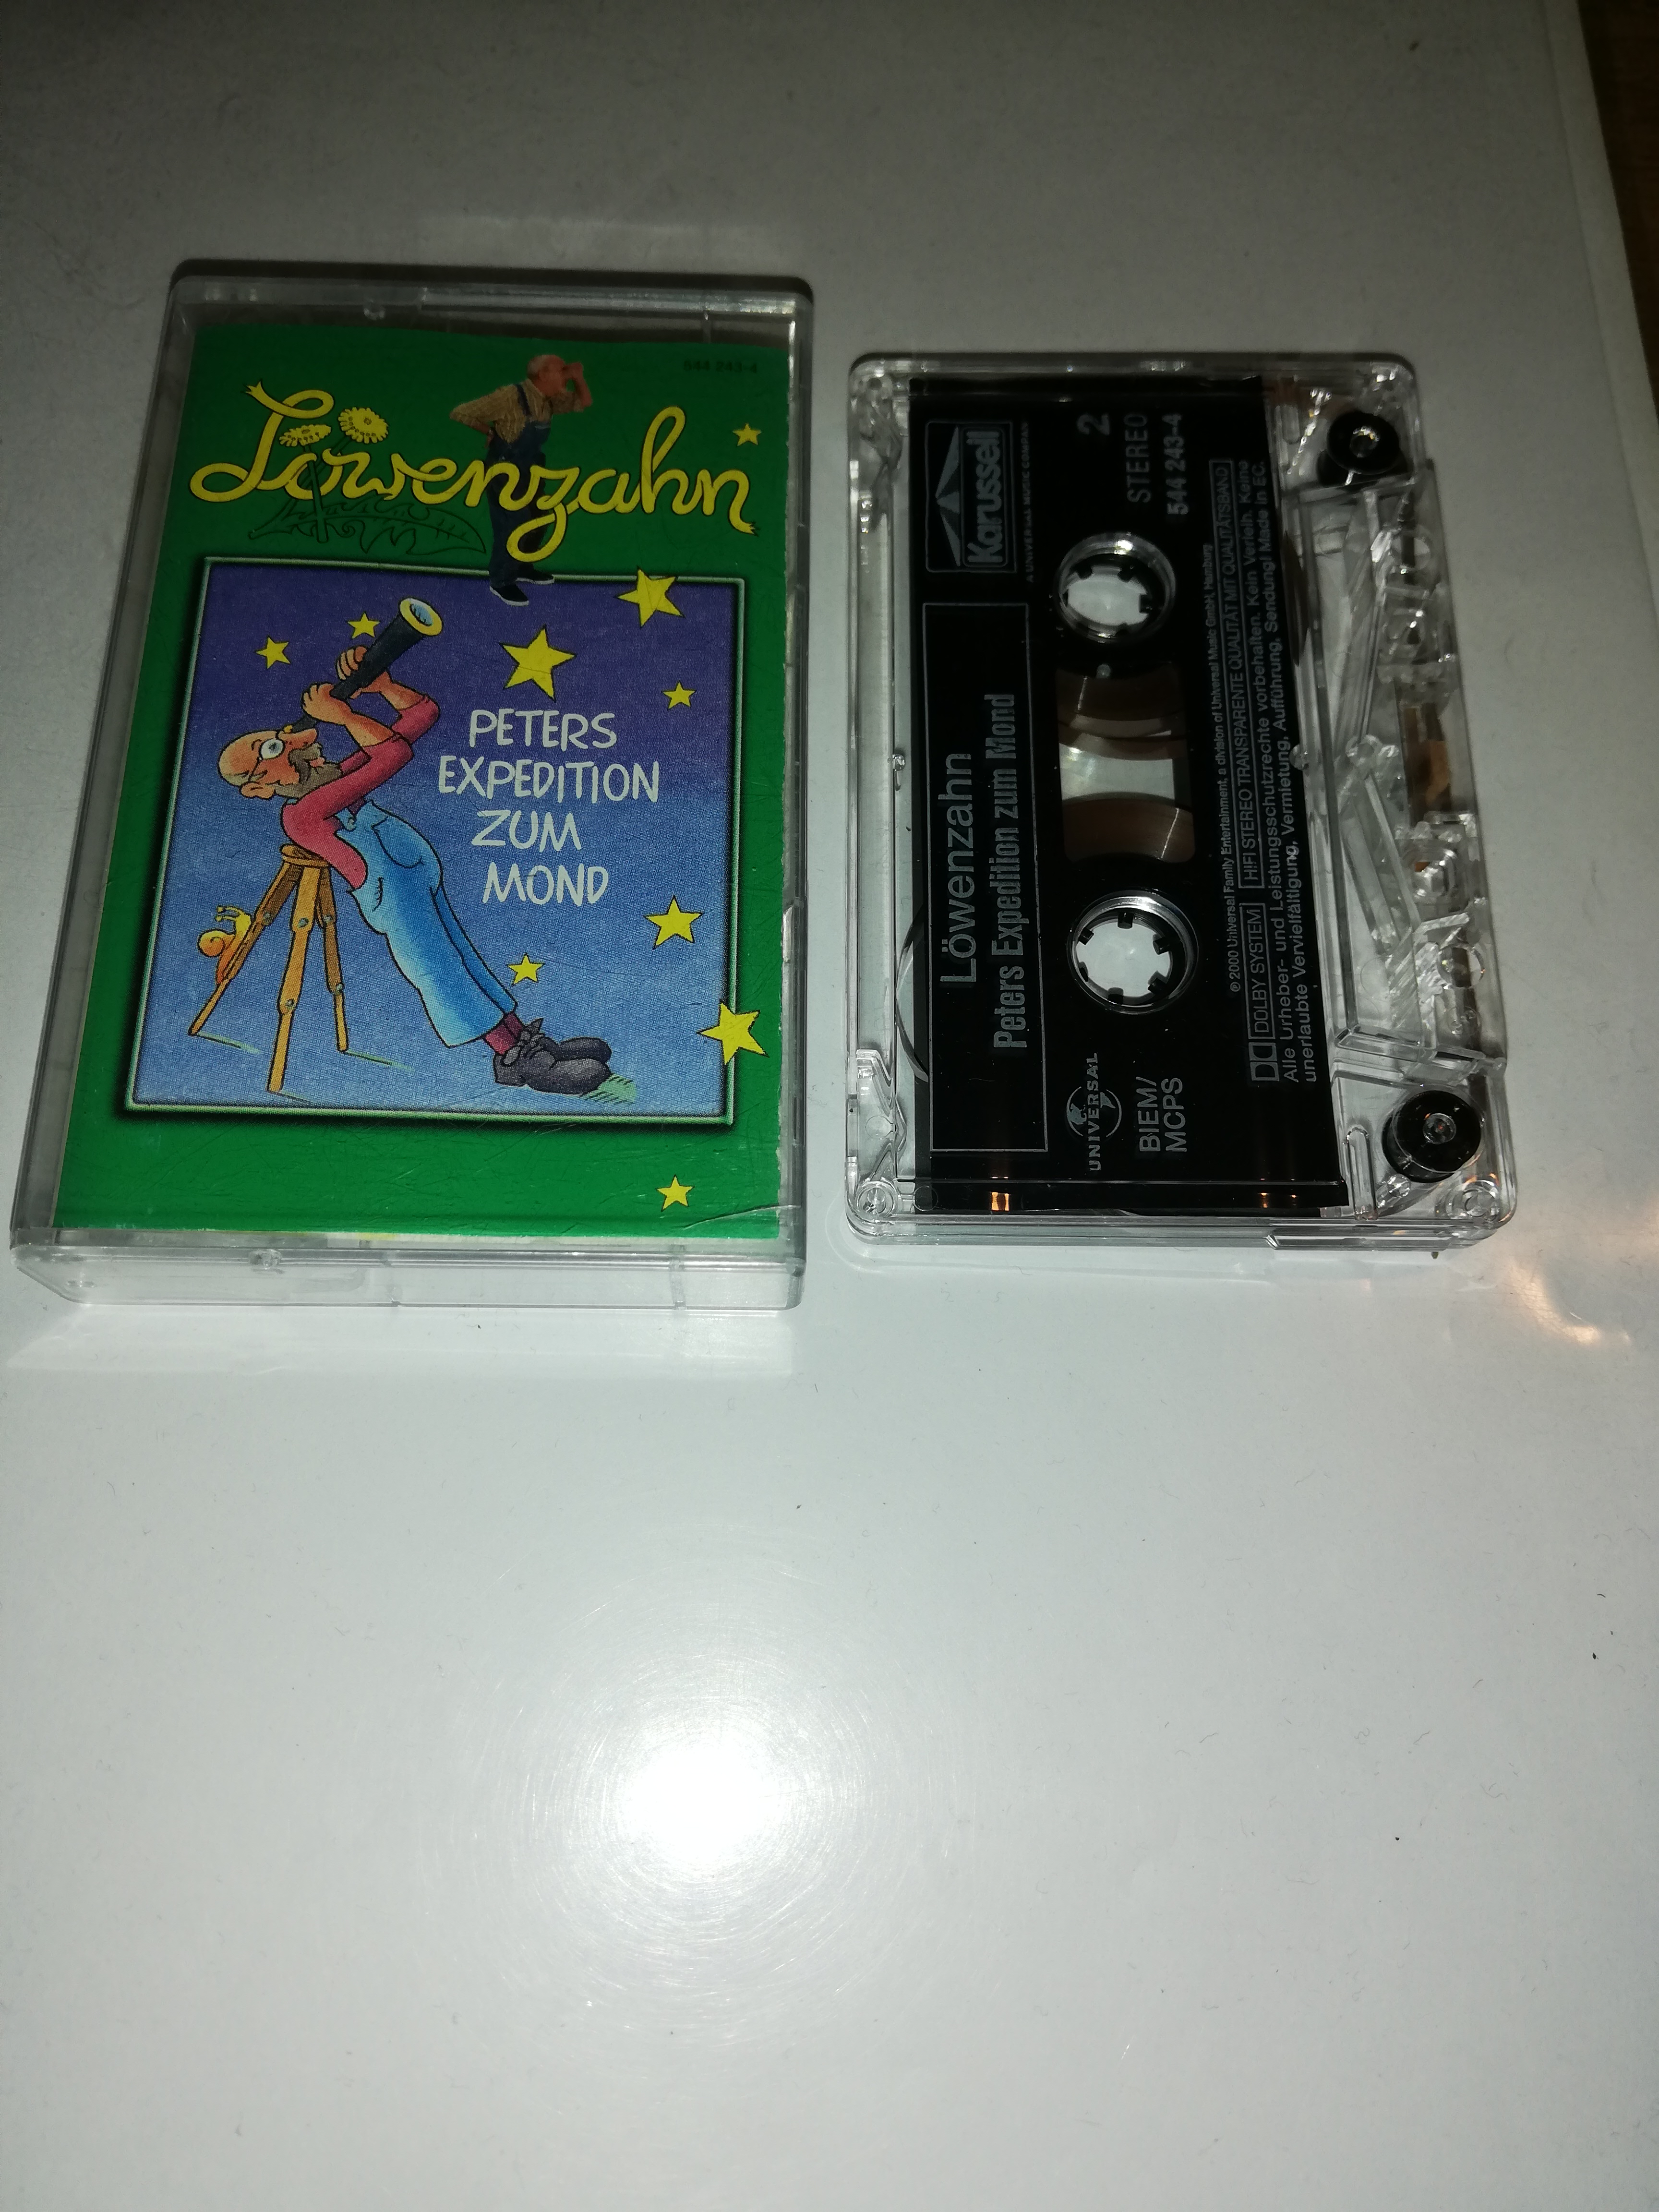 544 243-4
Löwenzahn
PETERS
EXPEDITION
ZUM
MOND
Karussell
A UNIVERSAL MUSIC COMPANY
2
STEREO
544 243-4
Löwenzahn
Peters Expedition zum Mond
UNIVERSAL
BIEM/
MCPS
℗ 2000 Universal Family Entertainment, a division of Universal Music GmbH, Hamburg
DOLBY SYSTEM HIFI STEREO TRANSPARENTE QUALITÄT MIT QUALITÄTSBAND
Alle Urheber- und Leistungsschutzrechte vorbehalten. Kein Verleih. Keine
unerlaubte Vervielfältigung, Vermietung, Aufführung, Sendung! Made in EC.